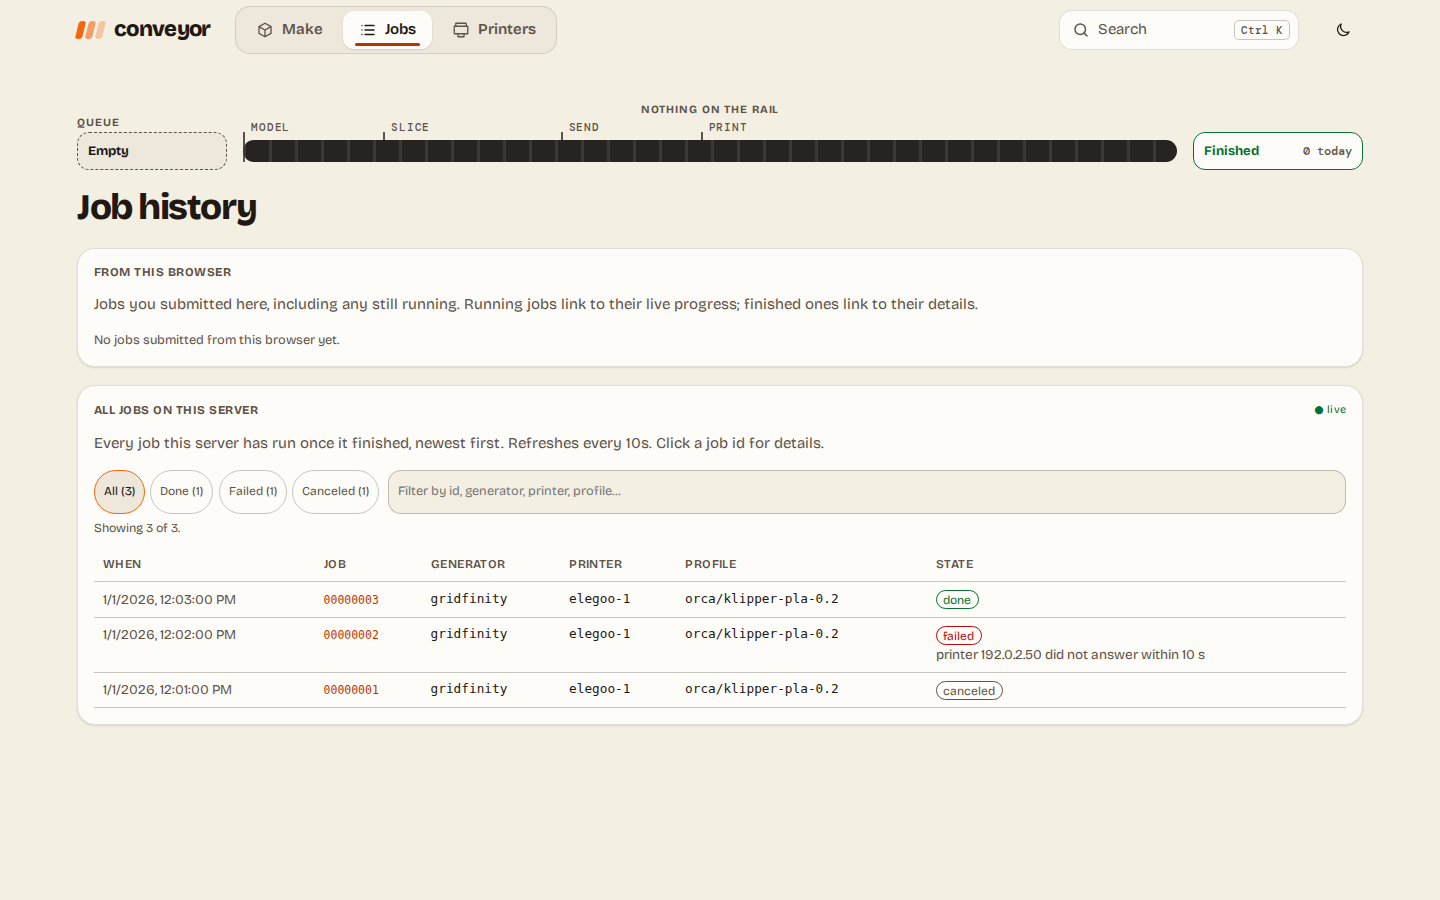 conveyor
Make
Jobs
Printers
Search
Ctrl K
NOTHING ON THE RAIL
QUEUE
Empty
MODEL
SLICE
SEND
PRINT
Finished
0 today
Job history
FROM THIS BROWSER
Jobs you submitted here, including any still running. Running jobs link to their live progress; finished ones link to their details.
No jobs submitted from this browser yet.
ALL JOBS ON THIS SERVER
live
Every job this server has run once it finished, newest first. Refreshes every 10s. Click a job id for details.
All (3)
Done (1)
Failed (1)
Canceled (1)
Filter by id, generator, printer, profile...
Showing 3 of 3.
WHEN JOB GENERATOR PRINTER PROFILE STATE
1/1/2026, 12:03:00 PM 00000003 gridfinity elegoo-1 orca/klipper-pla-0.2 done
1/1/2026, 12:02:00 PM 00000002 gridfinity elegoo-1 orca/klipper-pla-0.2 failed
printer 192.0.2.50 did not answer within 10 s
1/1/2026, 12:01:00 PM 00000001 gridfinity elegoo-1 orca/klipper-pla-0.2 canceled